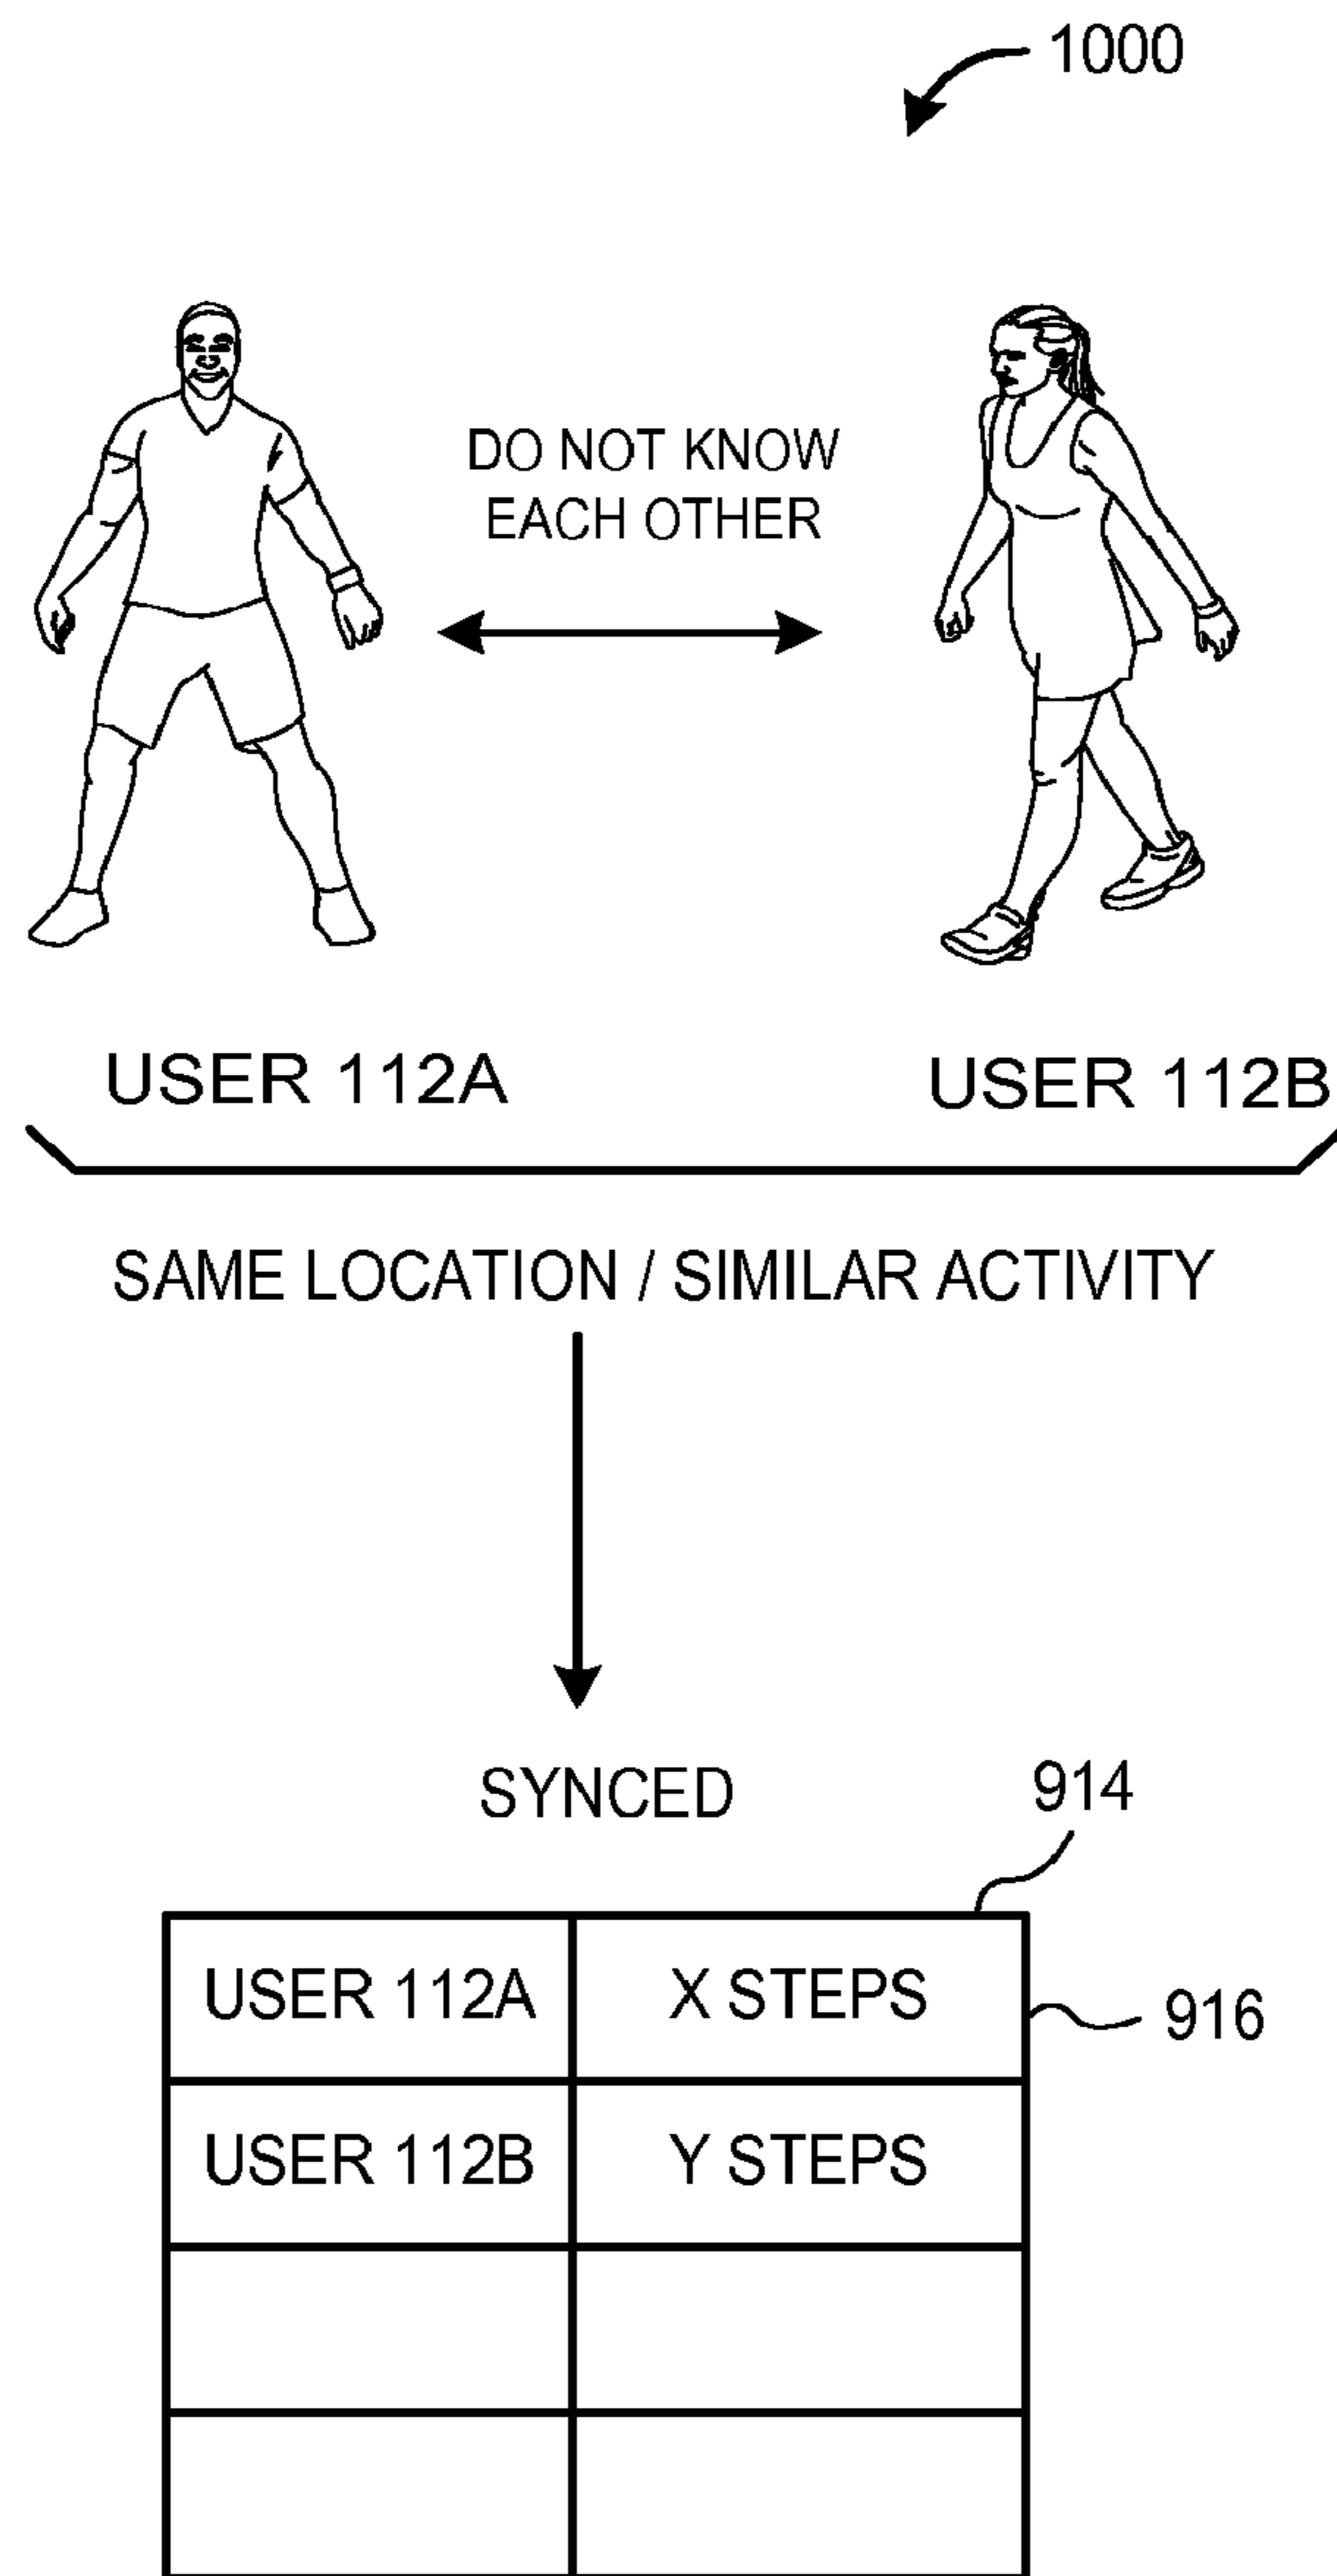 1000
DO NOT KNOW
EACH OTHER
USER 112A
USER 112B
SAME LOCATION / SIMILAR ACTIVITY
SYNCED
914
USER 112A X STEPS
916
USER 112B Y STEPS